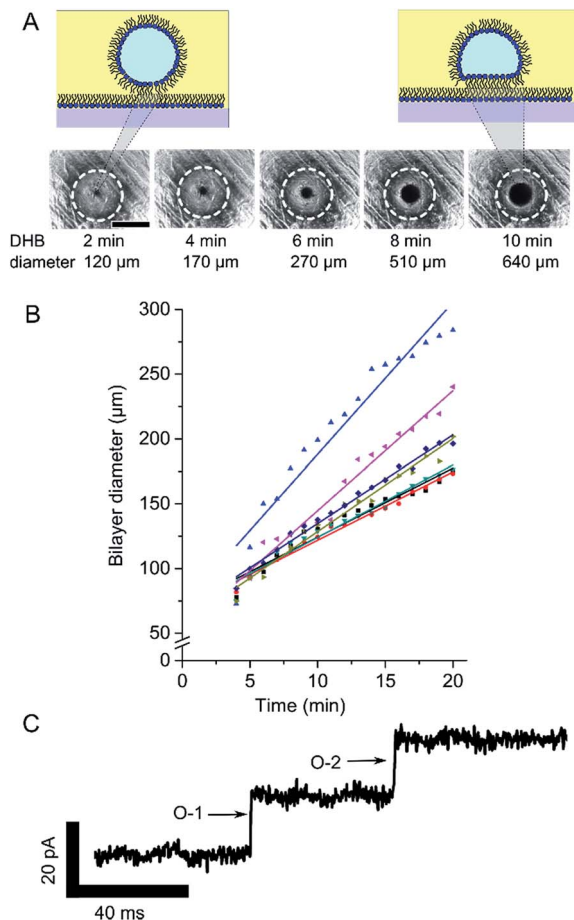 A
DHB 2 min 4 min 6 min 8 min 10 min
diameter 120 µm 170 µm 270 µm 510 µm 640 µm
B
300
250
200
150
100
50
0
Bilayer diameter (µm)
0 5 10 15 20
Time (min)
C
O-2
O-1
20 pA
40 ms